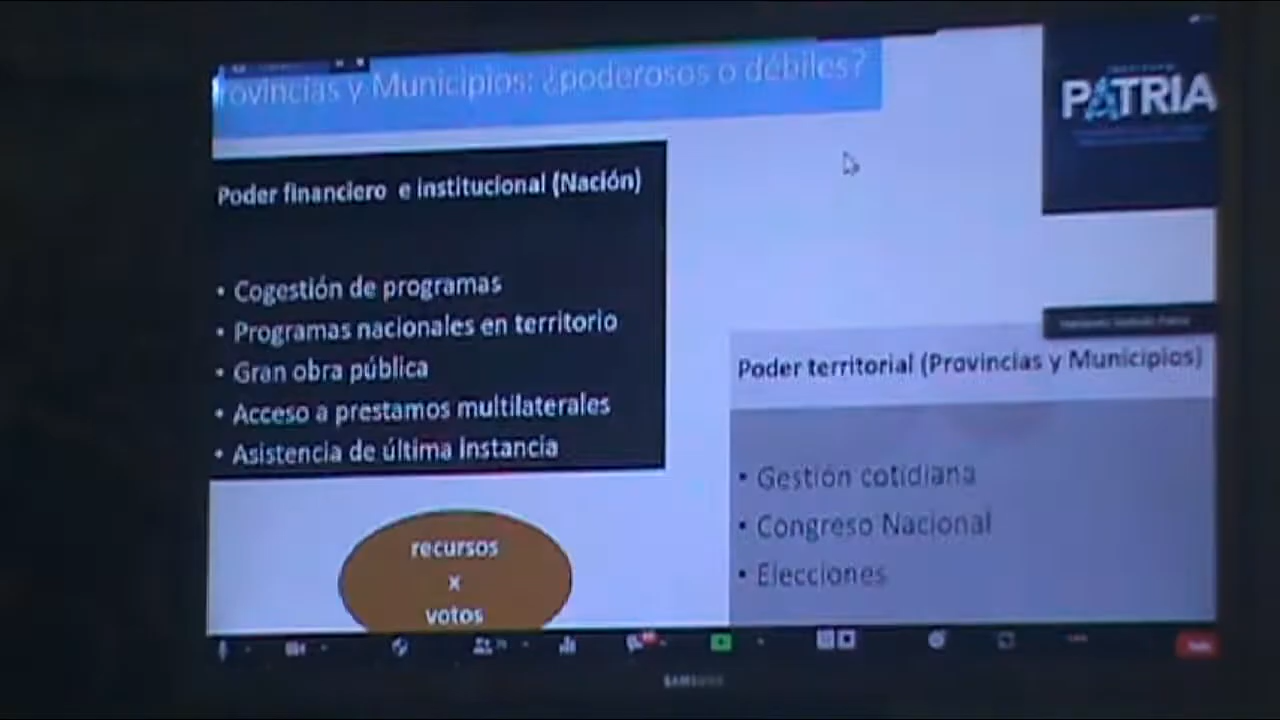 rovincias y Municipios: ¿poderosos o débiles?
PATRIA
Poder financiero e institucional (Nación)
• Cogestión de programas
• Programas nacionales en territorio
• Gran obra pública
• Acceso a prestamos multilaterales
• Asistencia de última instancia
Poder territorial (Provincias y Municipios)
• Gestión cotidiana
• Congreso Nacional
• Elecciones
recursos
x
votos
SAMSUNG